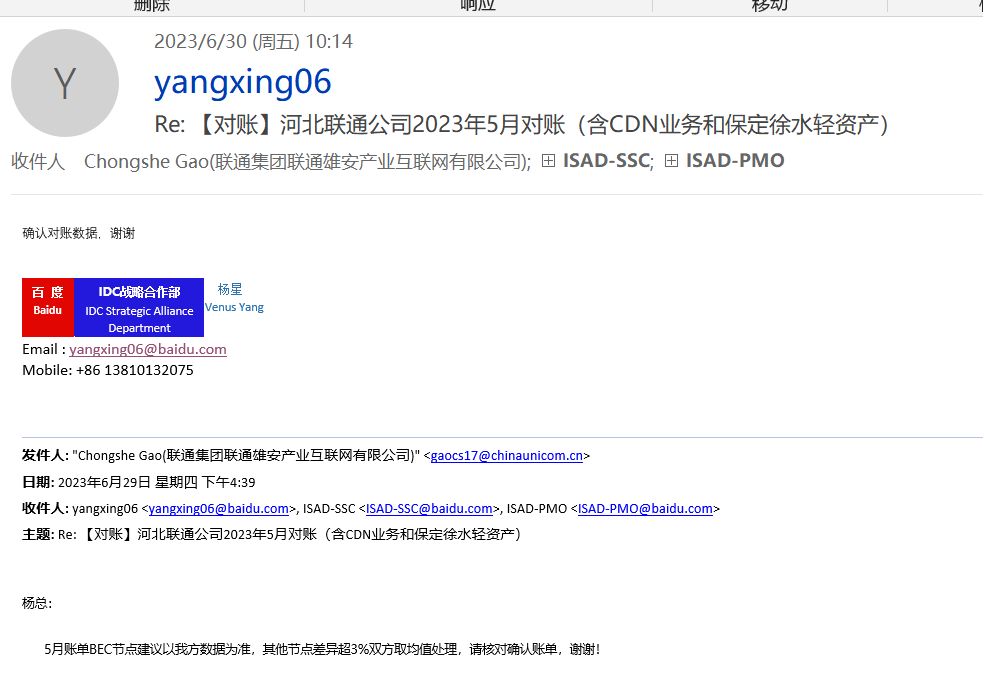 删除 响应 移动
Y
2023/6/30 (周五) 10:14
yangxing06
Re: 【对账】河北联通公司2023年5月对账（含CDN业务和保定徐水轻资产）
收件人 Chongshe Gao(联通集团联通雄安产业互联网有限公司); ISAD-SSC; ISAD-PMO
确认对账数据，谢谢
百 度 IDC战略合作部 杨星
Baidu IDC Strategic Alliance Venus Yang
Department
Email : yangxing06@baidu.com
Mobile: +86 13810132075
发件人: "Chongshe Gao(联通集团联通雄安产业互联网有限公司)" <gaocs17@chinaunicom.cn>
日期: 2023年6月29日 星期四 下午4:39
收件人: yangxing06 <yangxing06@baidu.com>, ISAD-SSC <ISAD-SSC@baidu.com>, ISAD-PMO <ISAD-PMO@baidu.com>
主题: Re: 【对账】河北联通公司2023年5月对账（含CDN业务和保定徐水轻资产）
杨总：
5月账单BEC节点建议以我方数据为准，其他节点差异超3%双方取均值处理，请核对确认账单，谢谢！